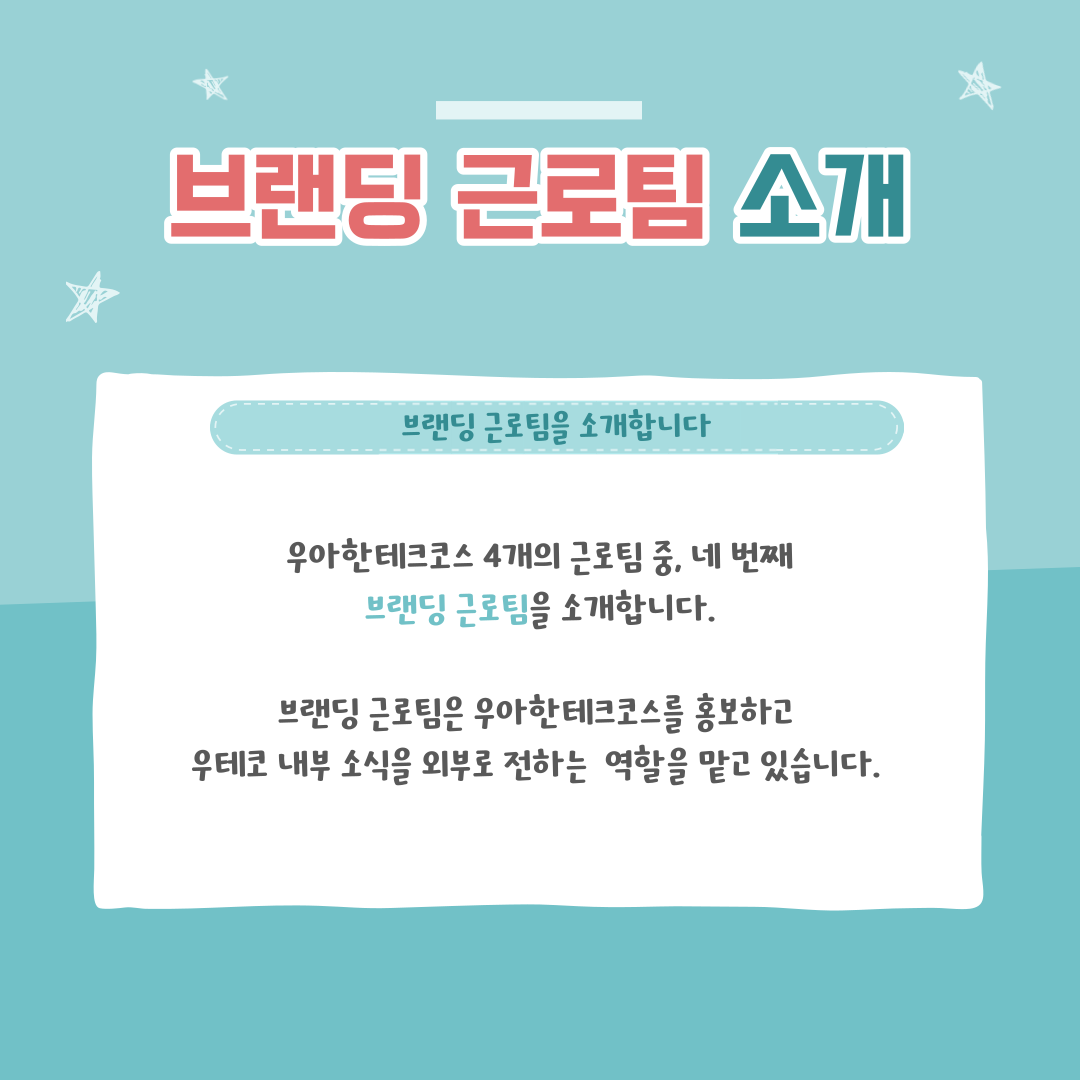 브랜딩 근로팀 소개
브랜딩 근로팀을 소개합니다
우아한테크코스 4개의 근로팀 중, 네 번째
브랜딩 근로팀을 소개합니다.
브랜딩 근로팀은 우아한테크코스를 홍보하고
우테코 내부 소식을 외부로 전하는 역할을 맡고 있습니다.